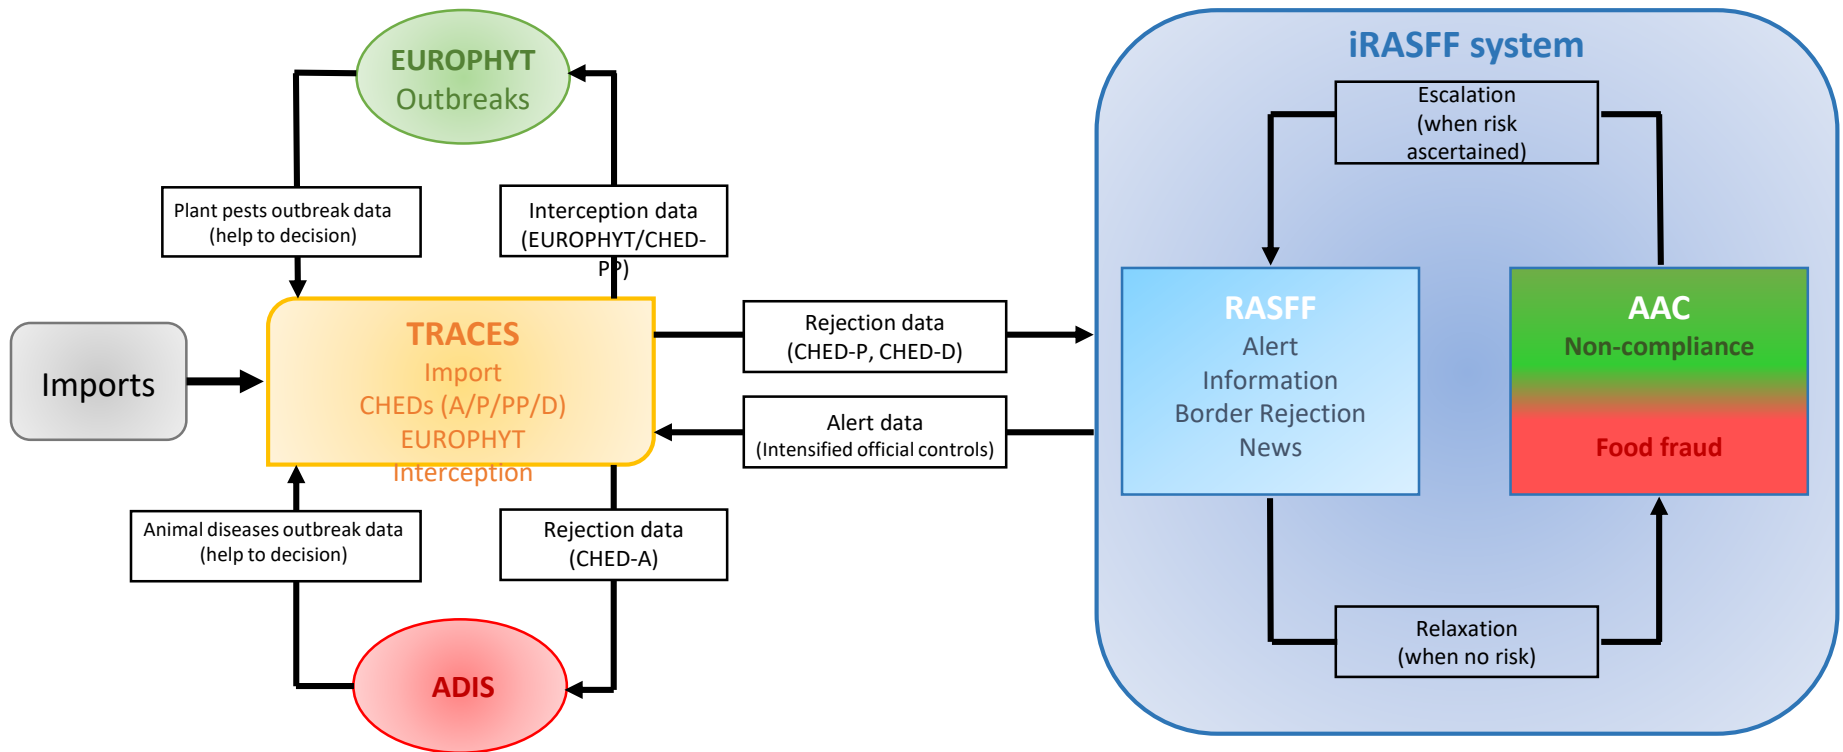 EUROPHYT
Outbreaks
Plant pests outbreak data
(help to decision)
Interception data
(EUROPHYT/CHED-
PP)
Imports
TRACES
Import
CHEDs (A/P/PP/D)
EUROPHYT
Interception
Rejection data
(CHED-P, CHED-D)
Alert data
(Intensified official controls)
Animal diseases outbreak data
(help to decision)
Rejection data
(CHED-A)
ADIS
iRASFF system
Escalation
(when risk
ascertained)
RASFF
Alert
Information
Border Rejection
News
AAC
Non-compliance
Food fraud
Relaxation
(when no risk)